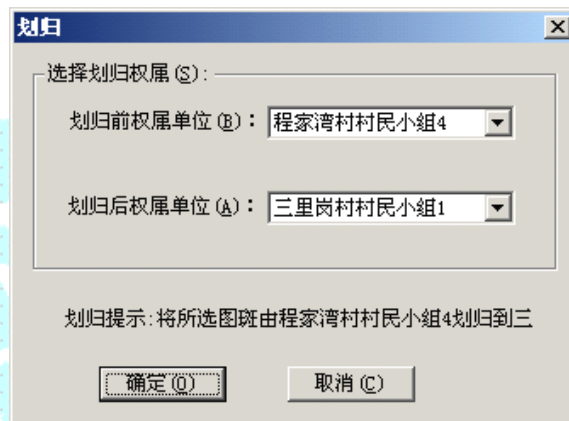 划归
选择划归权属(S):
划归前权属单位(B): 程家湾村村民小组4
划归后权属单位(A): 三里岗村村民小组1
划归提示:将所选图斑由程家湾村村民小组4划归到三
确定(O) 取消(C)